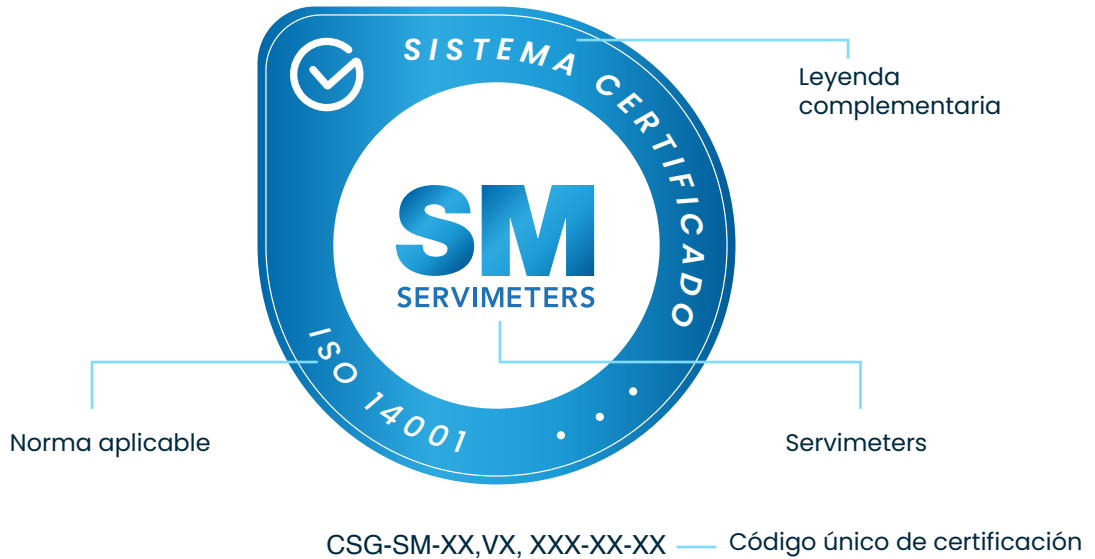 SISTEMA CERTIFICADO
Leyenda
complementaria
SM
SERVIMETERS
ISO 14001
Norma aplicable
Servimeters
CSG-SM-XX,VX, XXX-XX-XX
Código único de certificación